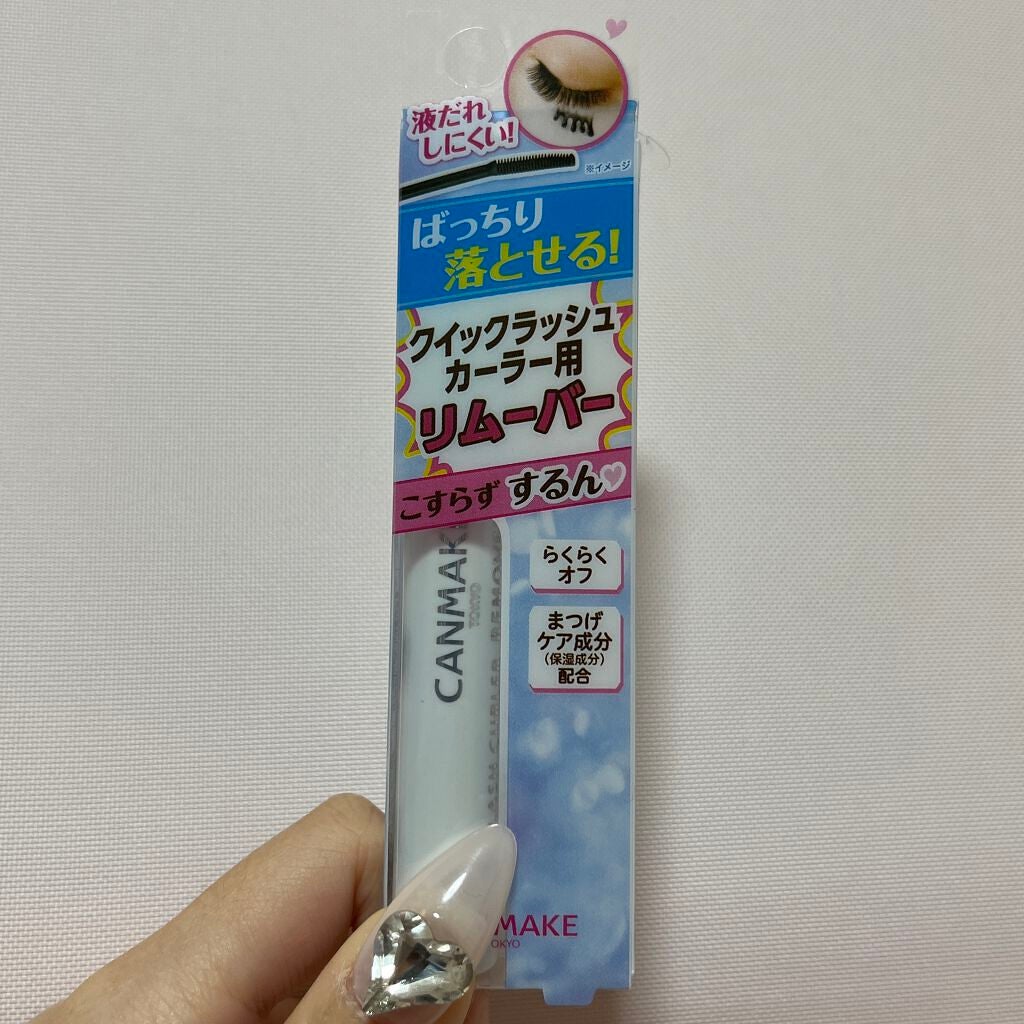 液だれ
しにくい!
※イメージ
ばっちり
落とせる!
クイックラッシュ
カーラー用
リムーバー
こすらず するん♡
CANMAKE
TOKYO
らくらく
オフ
まつげ
ケア成分
(保湿成分)
配合
MAKE
OKYO